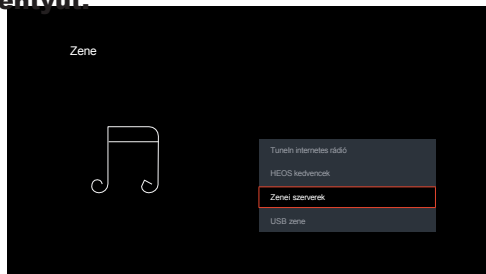 Zene
TuneIn internetes rádió
HEOS kedvencek
Zenei szerverek
USB zene